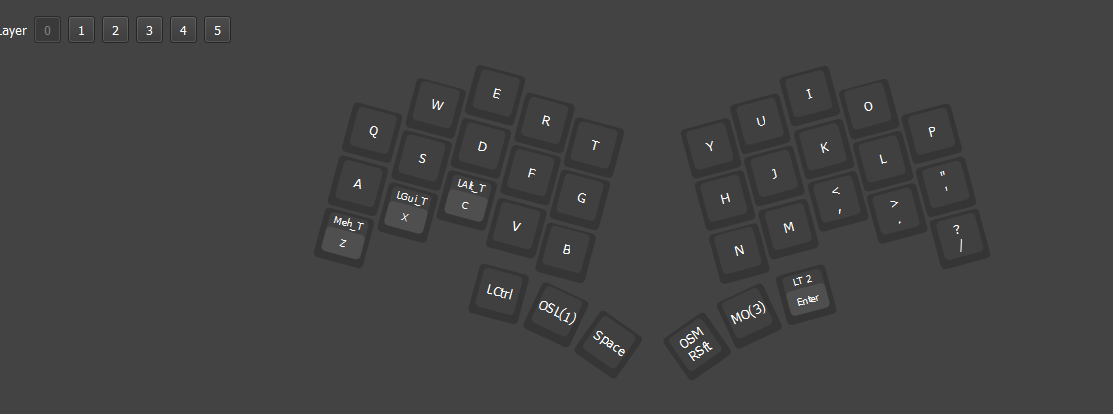 Layer 0 1 2 3 4 5
Q W E R T Y U I O P
A S D F G H J K L " '
Meh_T Z LGui_T X LAlt_T C V B N M < , > . ? /
LCtrl OSL(1) Space OSM RSft MO(3) LT 2 Enter